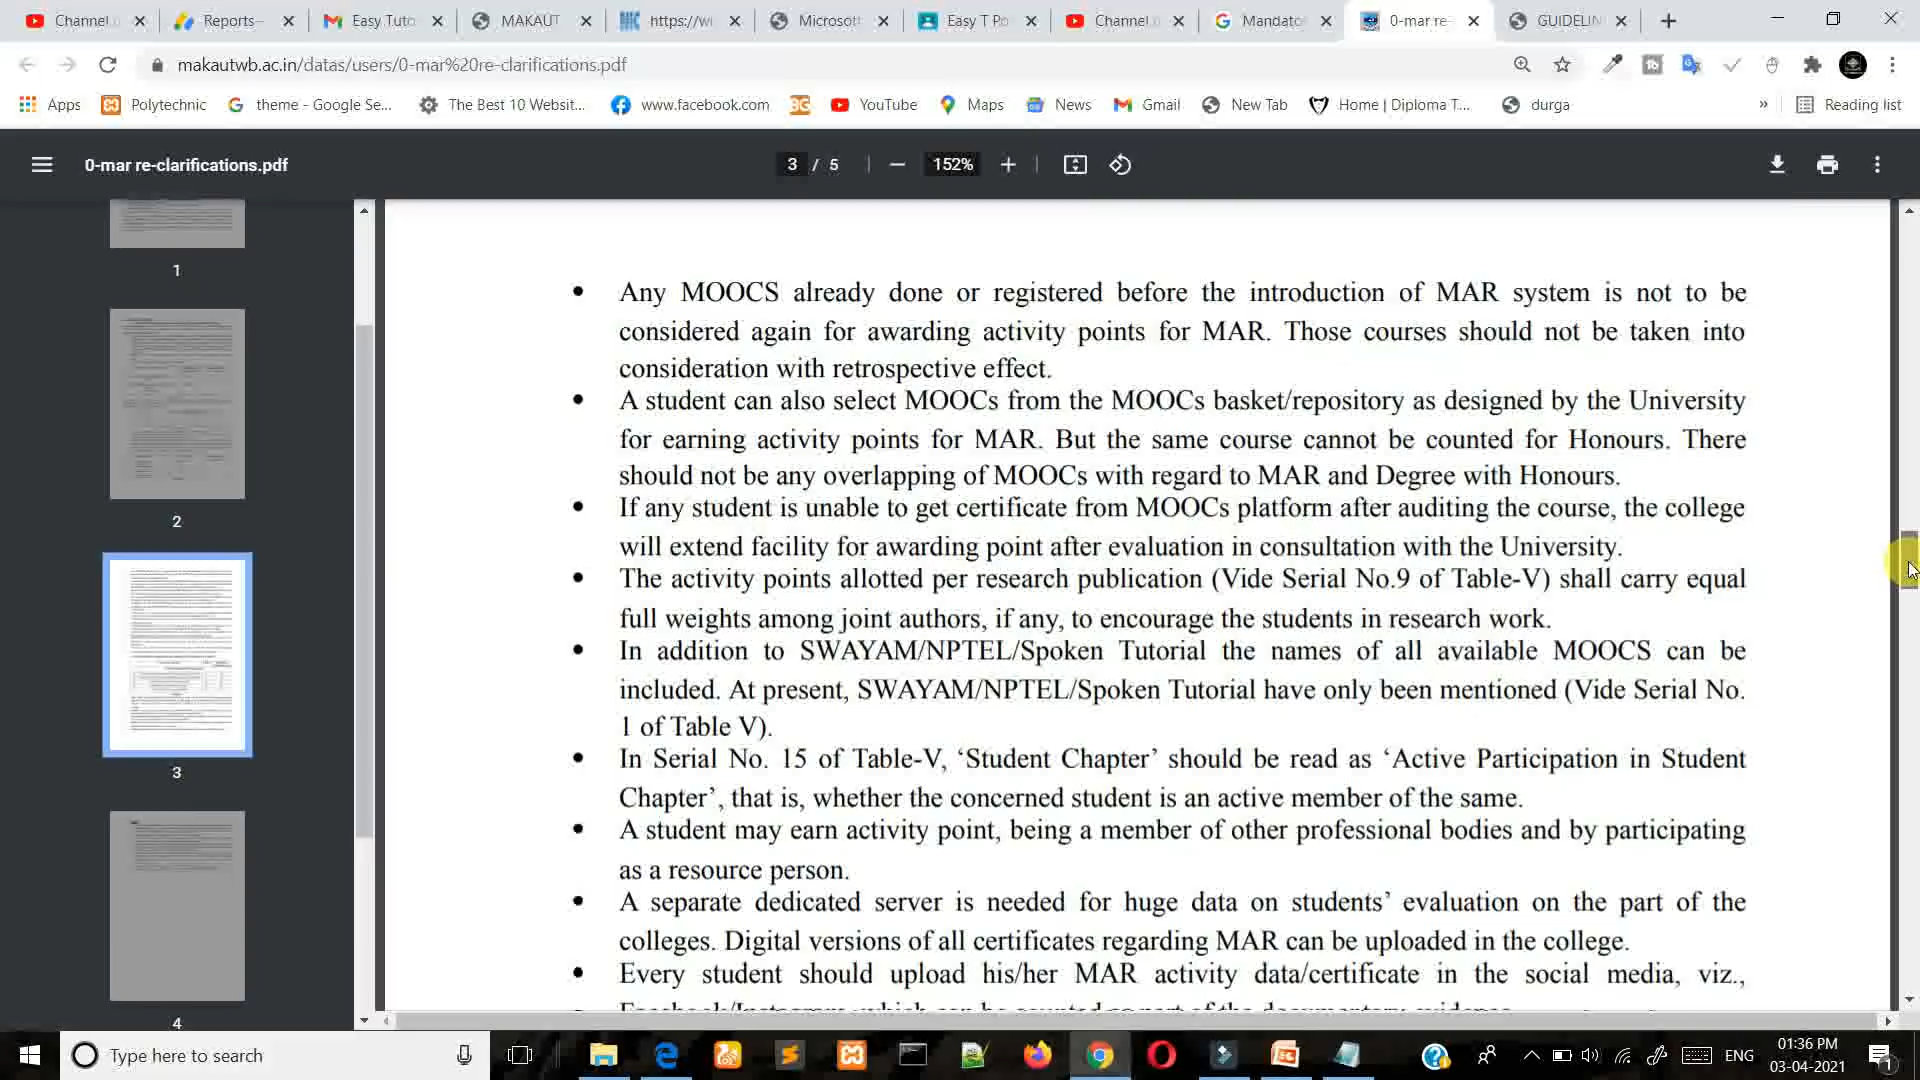 Channel
Reports
Easy Tuto
MAKAUT
https://wi
Microsoft
Easy T Po
Channel
Mandato
0-mar re-
GUIDELIN
makautwb.ac.in/datas/users/0-mar%20re-clarifications.pdf
Apps
Polytechnic
theme - Google Se...
The Best 10 Websit...
www.facebook.com
YouTube
Maps
News
Gmail
New Tab
Home | Diploma T...
durga
»
Reading list
0-mar re-clarifications.pdf
3 / 5
152%
1
2
3
4
• Any MOOCS already done or registered before the introduction of MAR system is not to be
considered again for awarding activity points for MAR. Those courses should not be taken into
consideration with retrospective effect.
• A student can also select MOOCs from the MOOCs basket/repository as designed by the University
for earning activity points for MAR. But the same course cannot be counted for Honours. There
should not be any overlapping of MOOCs with regard to MAR and Degree with Honours.
• If any student is unable to get certificate from MOOCs platform after auditing the course, the college
will extend facility for awarding point after evaluation in consultation with the University.
• The activity points allotted per research publication (Vide Serial No.9 of Table-V) shall carry equal
full weights among joint authors, if any, to encourage the students in research work.
• In addition to SWAYAM/NPTEL/Spoken Tutorial the names of all available MOOCS can be
included. At present, SWAYAM/NPTEL/Spoken Tutorial have only been mentioned (Vide Serial No.
1 of Table V).
• In Serial No. 15 of Table-V, ‘Student Chapter’ should be read as ‘Active Participation in Student
Chapter’, that is, whether the concerned student is an active member of the same.
• A student may earn activity point, being a member of other professional bodies and by participating
as a resource person.
• A separate dedicated server is needed for huge data on students’ evaluation on the part of the
colleges. Digital versions of all certificates regarding MAR can be uploaded in the college.
• Every student should upload his/her MAR activity data/certificate in the social media, viz.,
Facebook/Instagram, which can be counted as part of the documentary evidence.
Type here to search
ENG
01:36 PM
03-04-2021
1